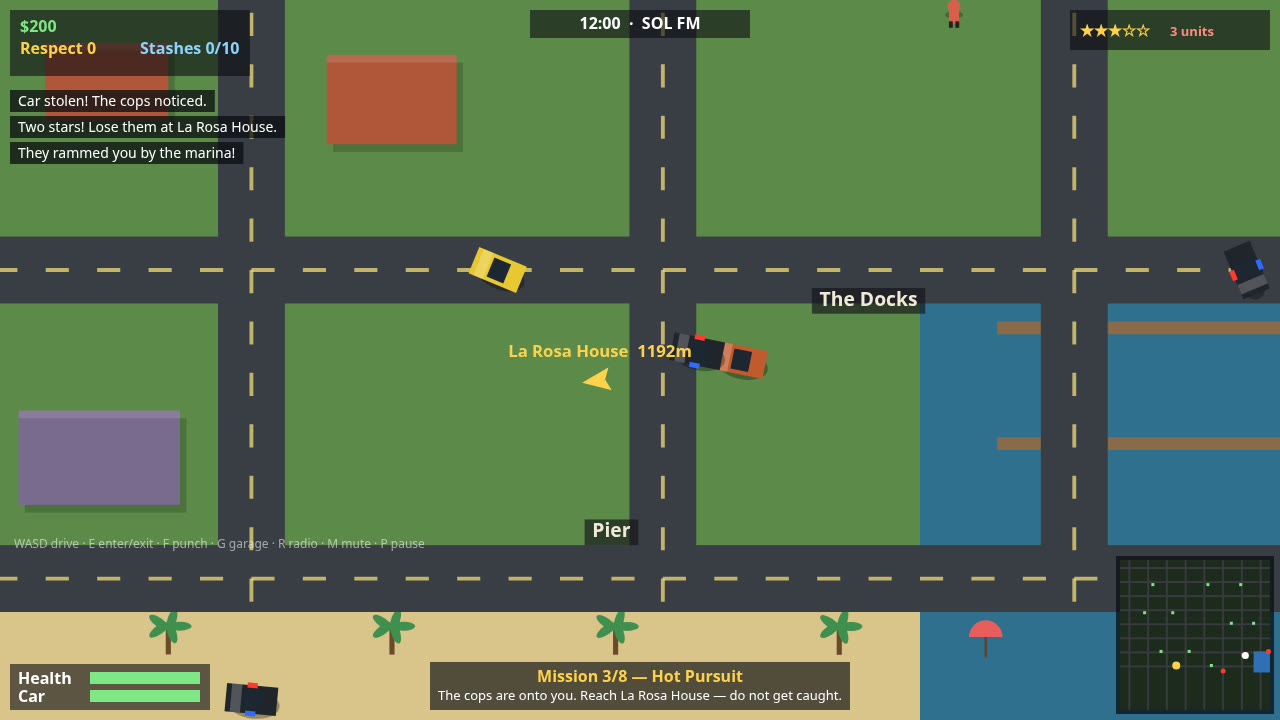 $200
Respect 0 Stashes 0/10
12:00 · SOL FM
★★★☆☆ 3 units
Car stolen! The cops noticed.
Two stars! Lose them at La Rosa House.
They rammed you by the marina!
The Docks
La Rosa House 1192m
Pier
WASD drive · E enter/exit · F punch · G garage · R radio · M mute · P pause
Health
Car
Mission 3/8 — Hot Pursuit
The cops are onto you. Reach La Rosa House — do not get caught.